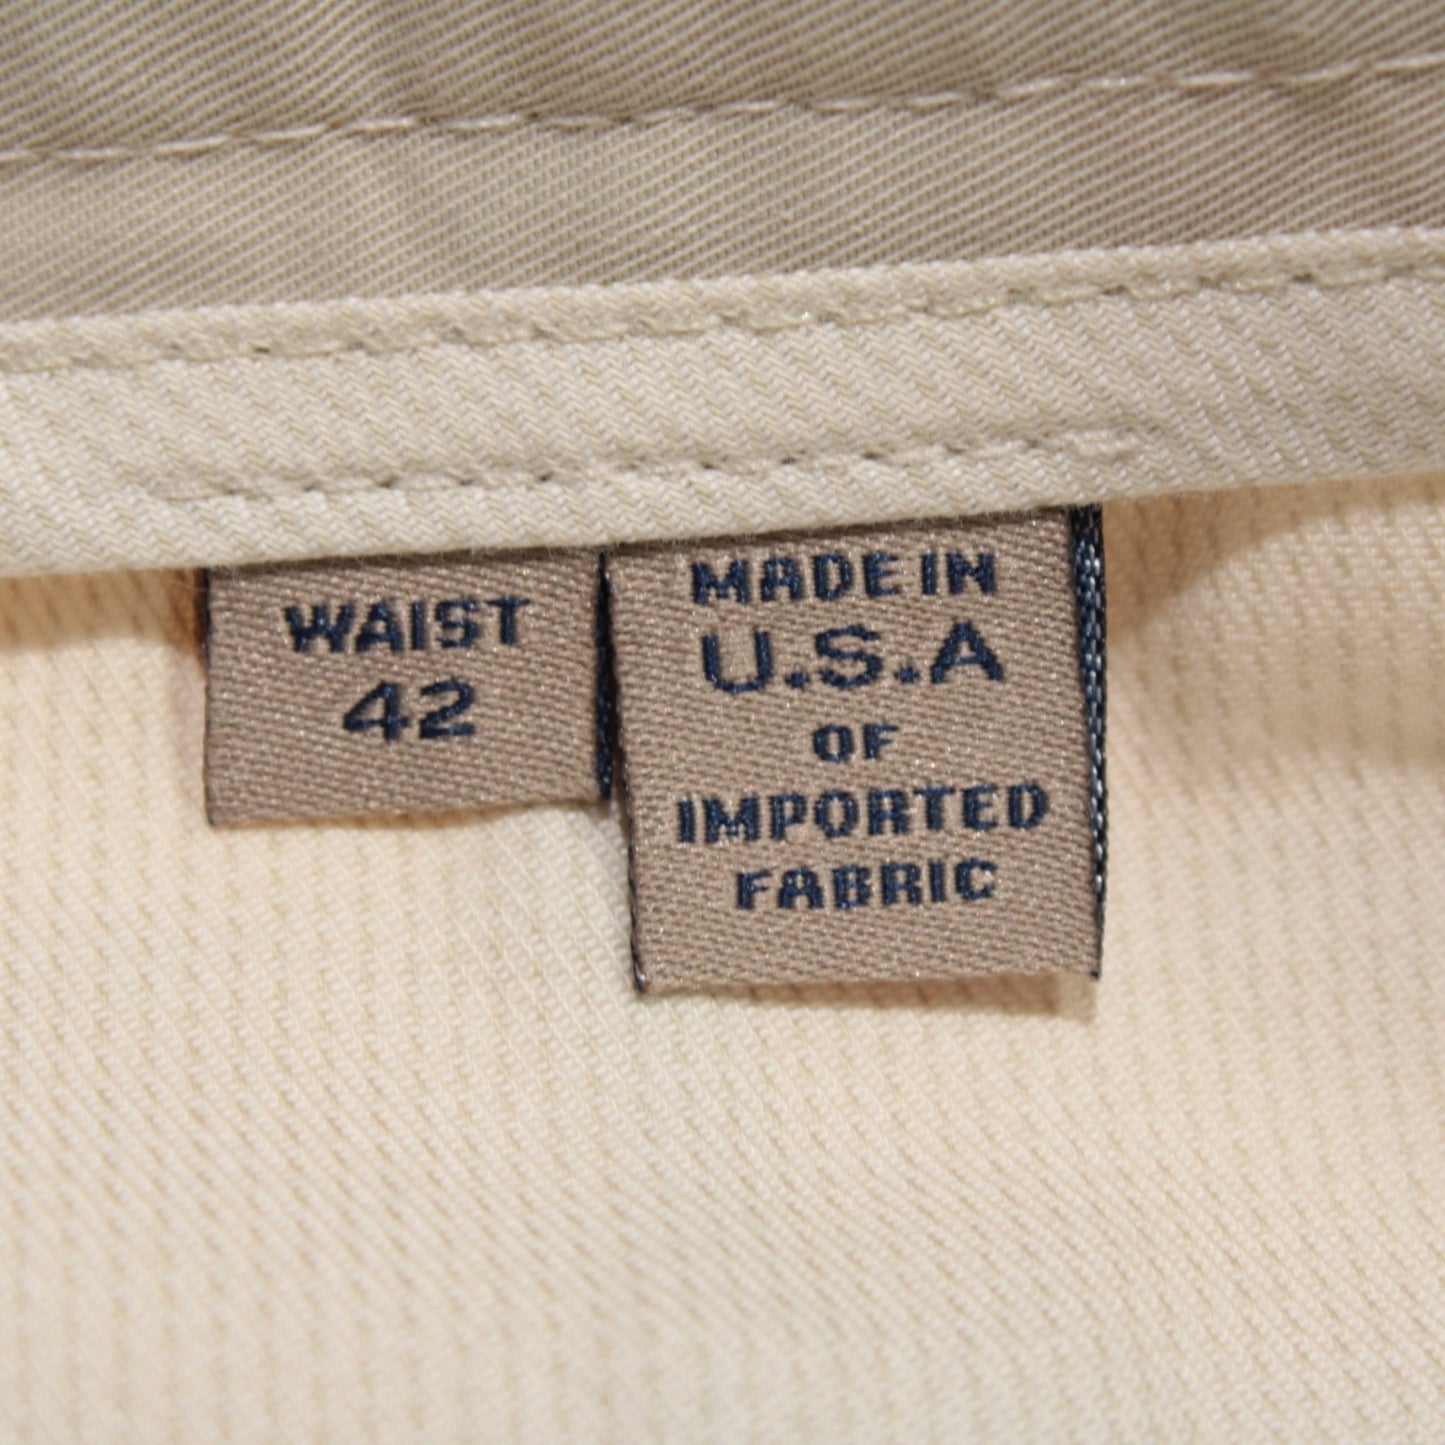 WAIST
42
MADE IN
U.S.A
OF
IMPORTED
FABRIC